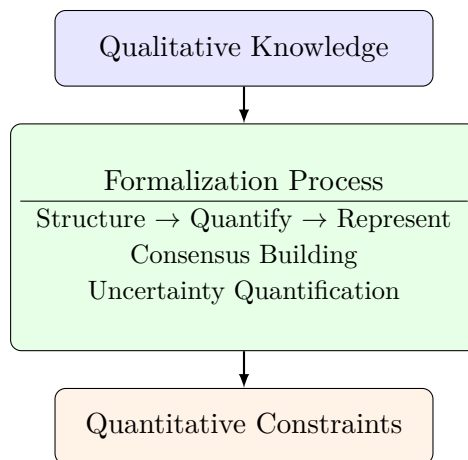 Qualitative Knowledge
Formalization Process
Structure → Quantify → Represent
Consensus Building
Uncertainty Quantification
Quantitative Constraints